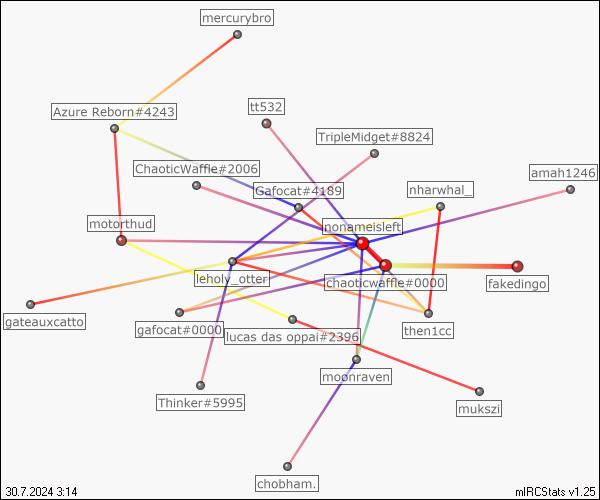 mercurybro
Azure Reborn#4243
tt532
TripleMidget#8824
ChaoticWaffle#2006
amah1246
Gafocat#4189
nharwhal_
motorthud
nonameisleft
leholy_otter
chaoticwaffle#0000
fakedingo
gateauxcatto
gafocat#0000
lucas das oppai#2396
then1cc
moonraven
Thinker#5995
mukszi
chobham.
30.7.2024 3:14
mIRCStats v1.25